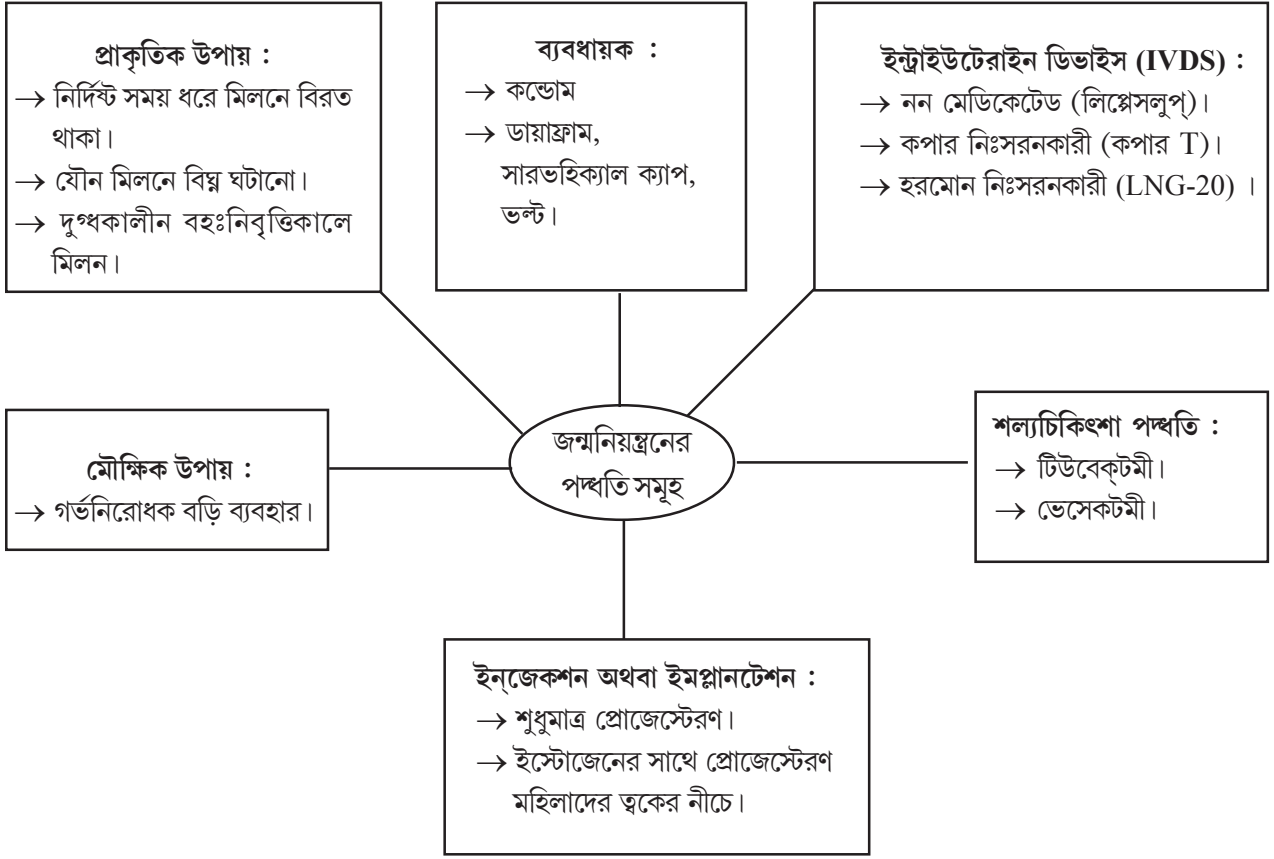 প্রাকৃতিক উপায় :
→ নির্দিষ্ট সময় ধরে মিলনে বিরত
থাকা।
→ যৌন মিলনে বিঘ্ন ঘটানো।
→ দুগ্ধকালীন বহঃনিবৃত্তিকালে
মিলন।
ব্যবধায়ক :
→ কন্ডোম
→ ডায়াফ্রাম,
সারভহিক্যাল ক্যাপ,
ভল্ট।
ইন্ট্রাইউটেরাইন ডিভাইস (IVDS) :
→ নন মেডিকেটেড (লিপ্পেসলুপ্)।
→ কপার নিঃসরনকারী (কপার T)।
→ হরমোন নিঃসরনকারী (LNG-20) ।
জন্মনিয়ন্ত্রনের
পদ্ধতি সমূহ
মৌক্ষিক উপায় :
→ গর্ভনিরোধক বড়ি ব্যবহার।
শল্যচিকিৎশা পদ্ধতি :
→ টিউবেক্টমী।
→ ভেসেকটমী।
ইন্জেকশন অথবা ইমপ্লানটেশন :
→ শুধুমাত্র প্রোজেস্টেরণ।
→ ইস্টোজেনের সাথে প্রোজেস্টেরণ
মহিলাদের ত্বকের নীচে।